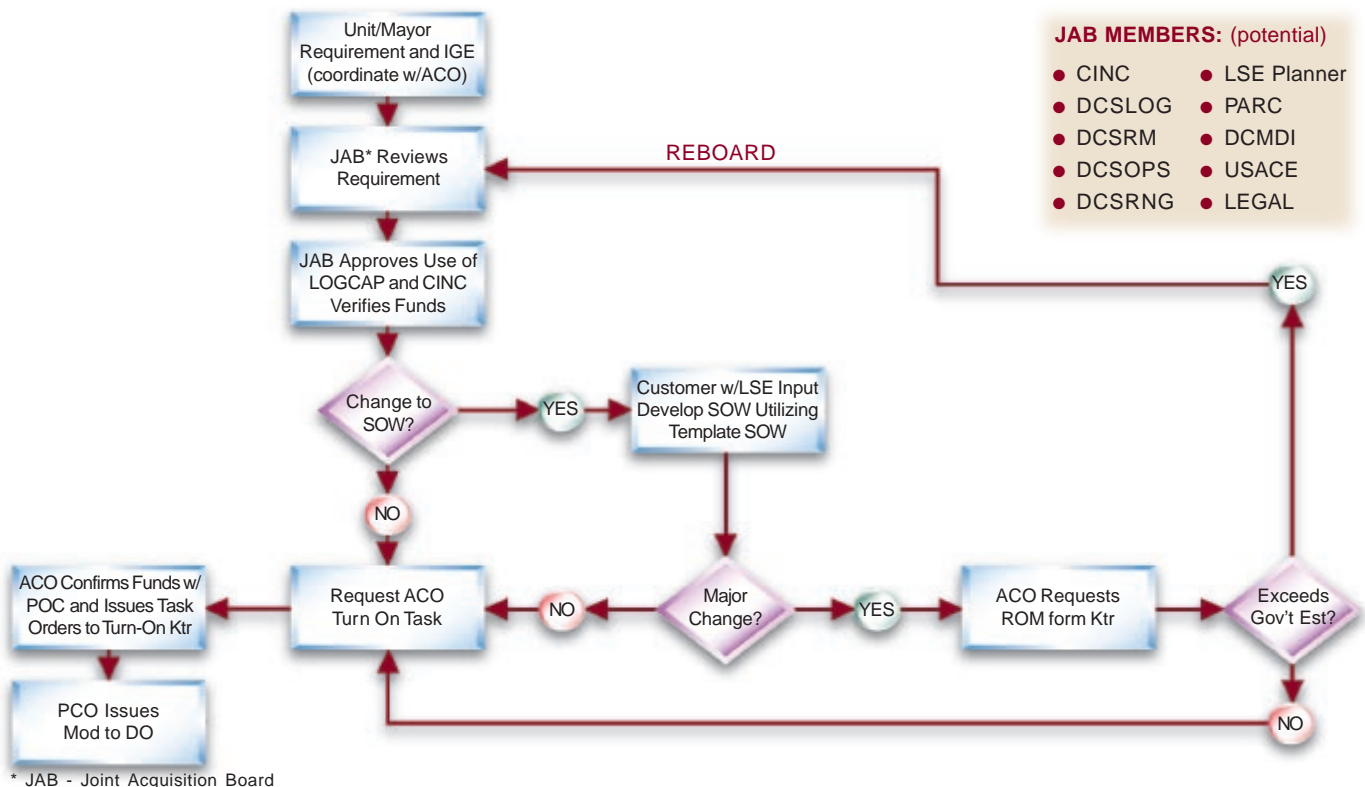 Unit/Mayor
Requirement and IGE
(coordinate w/ACO)
JAB MEMBERS: (potential)
CINC
DCSLOG
DCSRM
DCSOPS
DCSRNG
LSE Planner
PARC
DCMDI
USACE
LEGAL
JAB* Reviews
Requirement
REBOARD
JAB Approves Use of
LOGCAP and CINC
Verifies Funds
YES
Change to
SOW?
YES
Customer w/LSE Input
Develop SOW Utilizing
Template SOW
NO
ACO Confirms Funds w/
POC and Issues Task
Orders to Turn-On Ktr
Request ACO
Turn On Task
NO
Major
Change?
YES
ACO Requests
ROM form Ktr
Exceeds
Gov't Est?
NO
PCO Issues
Mod to DO
* JAB - Joint Acquisition Board